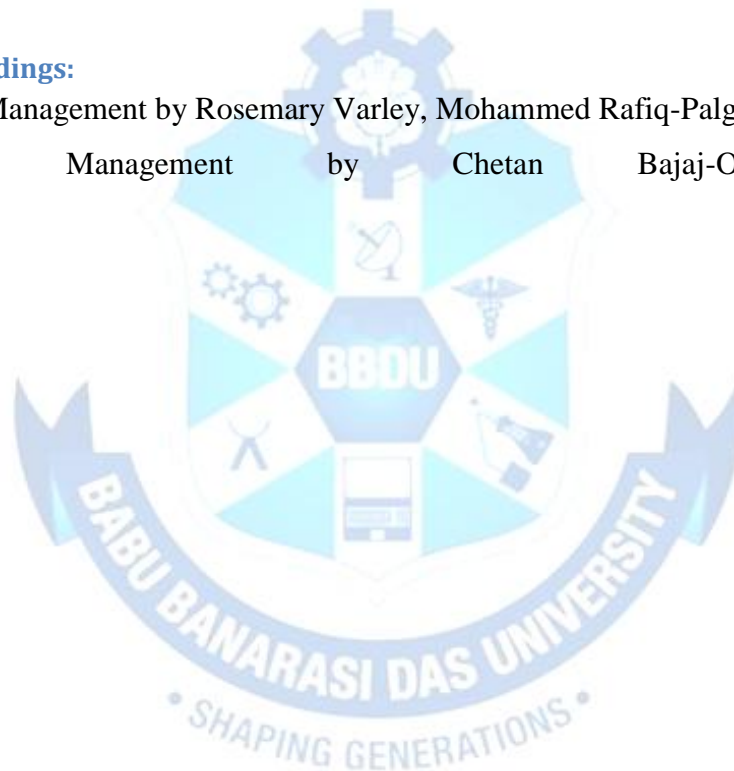 dings:
Management by Rosemary Varley, Mohammed Rafiq-Palg
Management by Chetan Bajaj-O
BBDU
BABU BANARASI DAS UNIVERSITY
• SHAPING GENERATIONS •